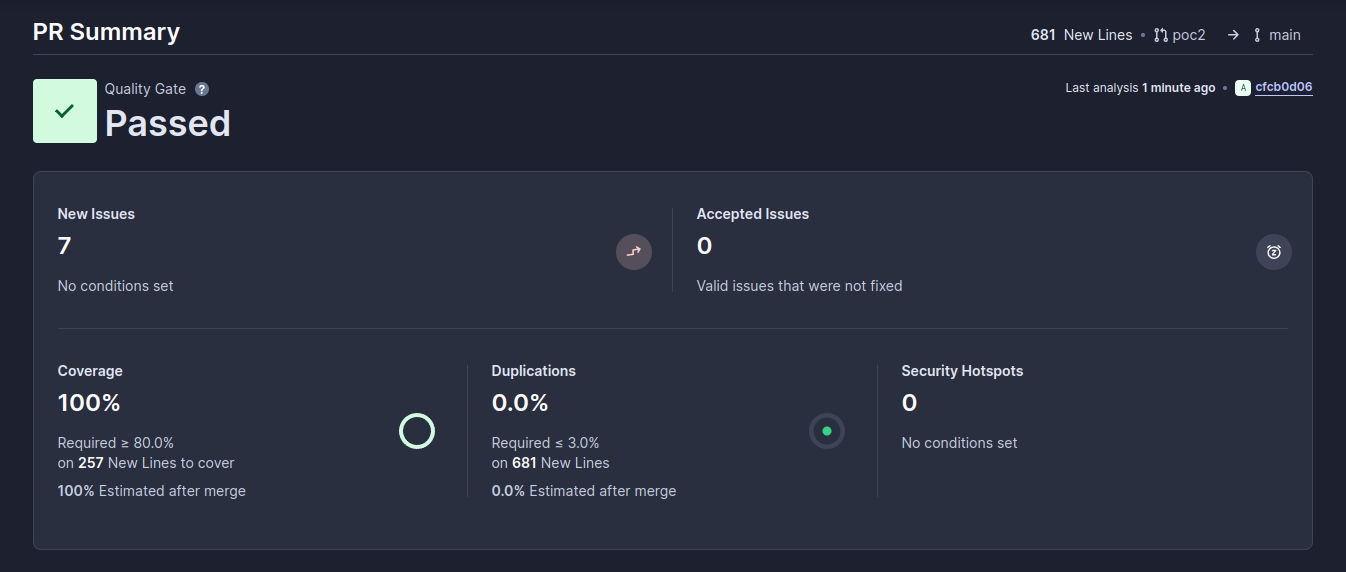 PR Summary
681 New Lines • poc2 → main
Quality Gate ?
Passed
Last analysis 1 minute ago • A cfcb0d06
New Issues
7
No conditions set
Accepted Issues
0
Valid issues that were not fixed
Coverage
100%
Required ≥ 80.0%
on 257 New Lines to cover
100% Estimated after merge
Duplications
0.0%
Required ≤ 3.0%
on 681 New Lines
0.0% Estimated after merge
Security Hotspots
0
No conditions set